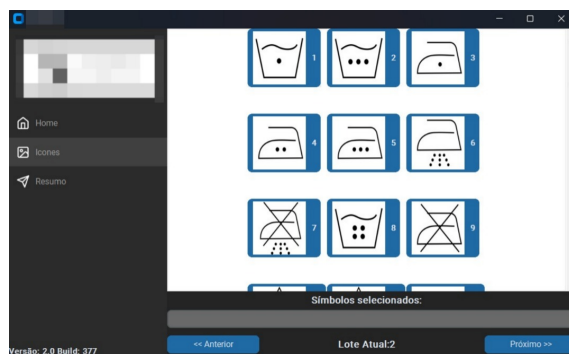 1
2
3
Home
Icones
4
5
6
Resumo
7
8
9
Símbolos selecionados:
<< Anterior
Lote Atual:2
Próximo >>
Versão: 2.0 Build: 377